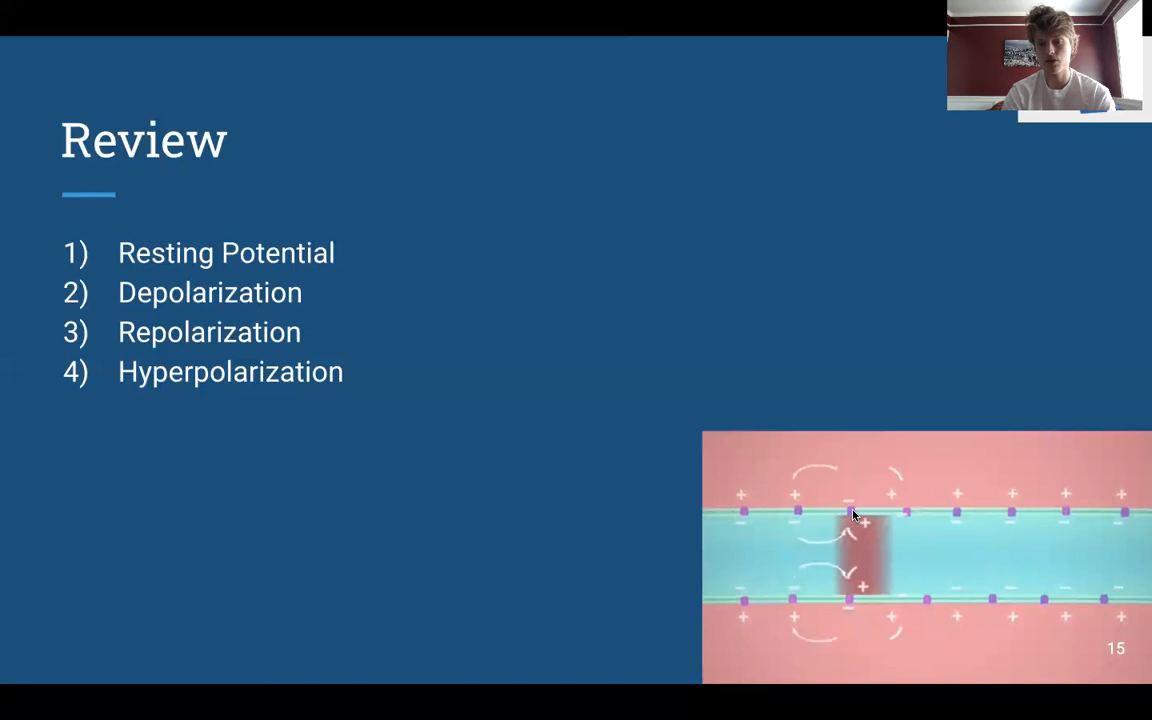 Review
1) Resting Potential
2) Depolarization
3) Repolarization
4) Hyperpolarization
15